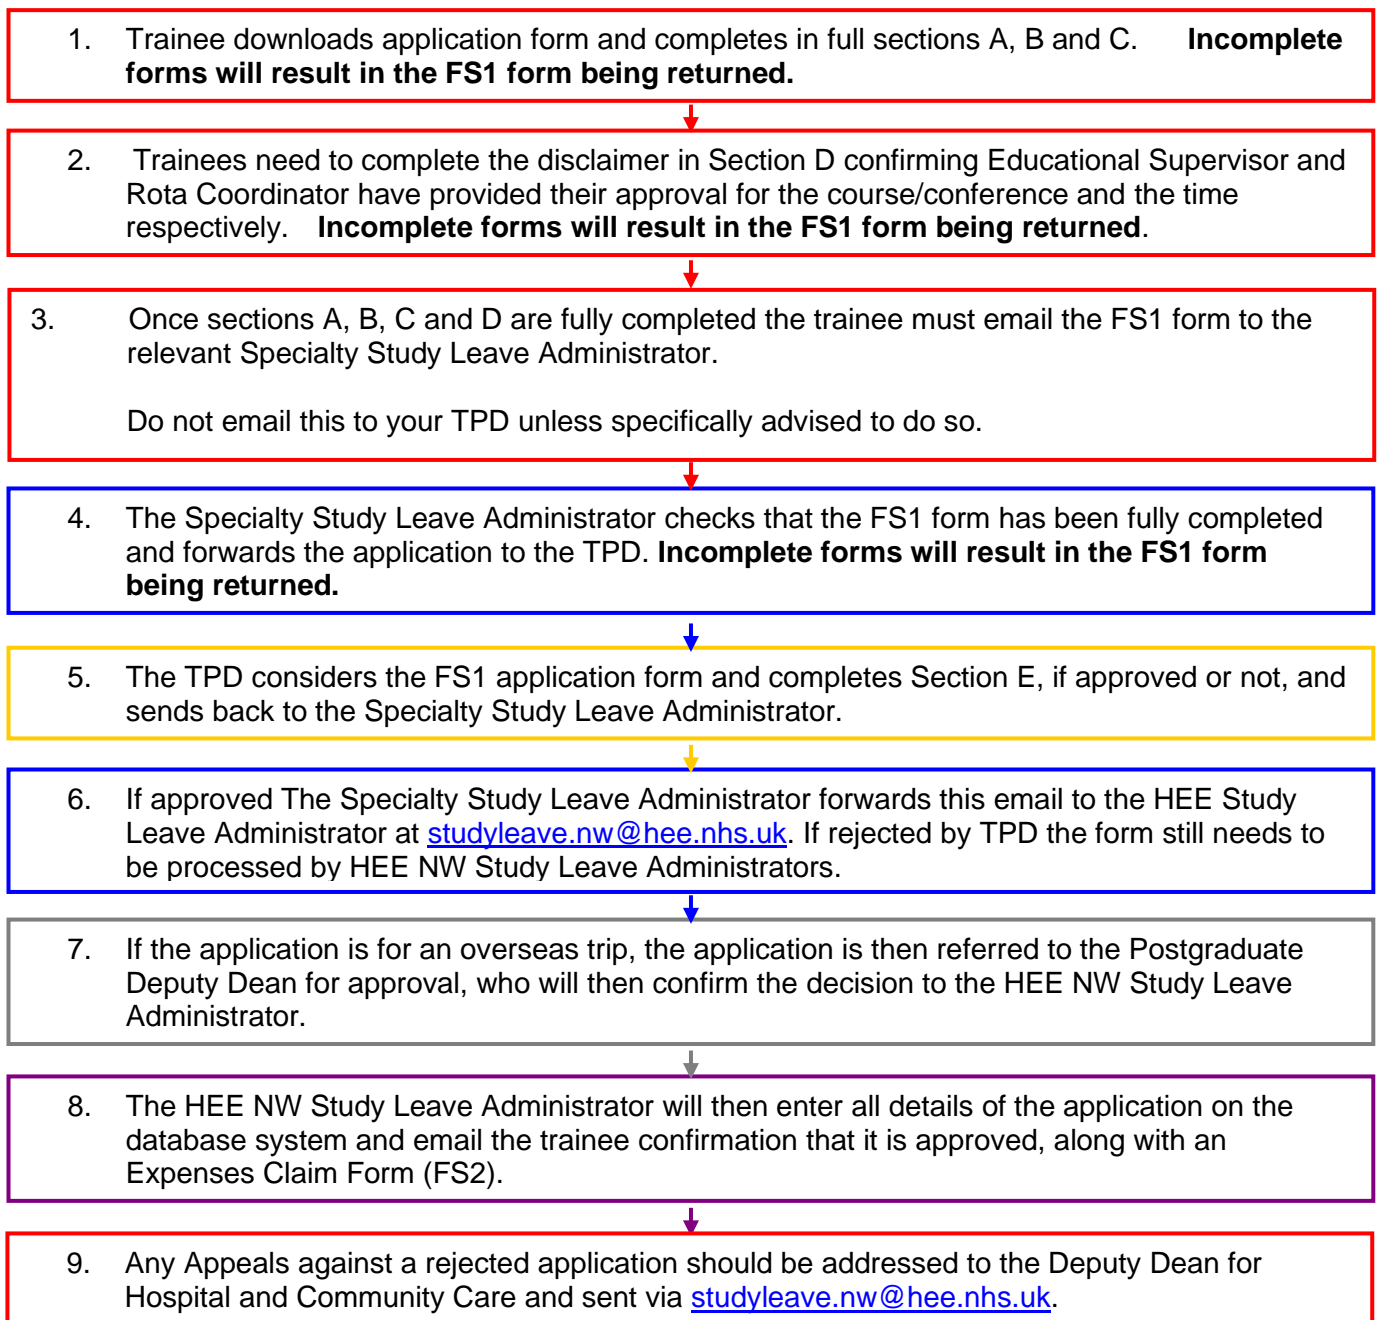 1. Trainee downloads application form and completes in full sections A, B and C. Incomplete
forms will result in the FS1 form being returned.
2. Trainees need to complete the disclaimer in Section D confirming Educational Supervisor and
Rota Coordinator have provided their approval for the course/conference and the time
respectively. Incomplete forms will result in the FS1 form being returned.
3. Once sections A, B, C and D are fully completed the trainee must email the FS1 form to the
relevant Specialty Study Leave Administrator.
Do not email this to your TPD unless specifically advised to do so.
4. The Specialty Study Leave Administrator checks that the FS1 form has been fully completed
and forwards the application to the TPD. Incomplete forms will result in the FS1 form
being returned.
5. The TPD considers the FS1 application form and completes Section E, if approved or not, and
sends back to the Specialty Study Leave Administrator.
6. If approved The Specialty Study Leave Administrator forwards this email to the HEE Study
Leave Administrator at studyleave.nw@hee.nhs.uk. If rejected by TPD the form still needs to
be processed by HEE NW Study Leave Administrators.
7. If the application is for an overseas trip, the application is then referred to the Postgraduate
Deputy Dean for approval, who will then confirm the decision to the HEE NW Study Leave
Administrator.
8. The HEE NW Study Leave Administrator will then enter all details of the application on the
database system and email the trainee confirmation that it is approved, along with an
Expenses Claim Form (FS2).
9. Any Appeals against a rejected application should be addressed to the Deputy Dean for
Hospital and Community Care and sent via studyleave.nw@hee.nhs.uk.